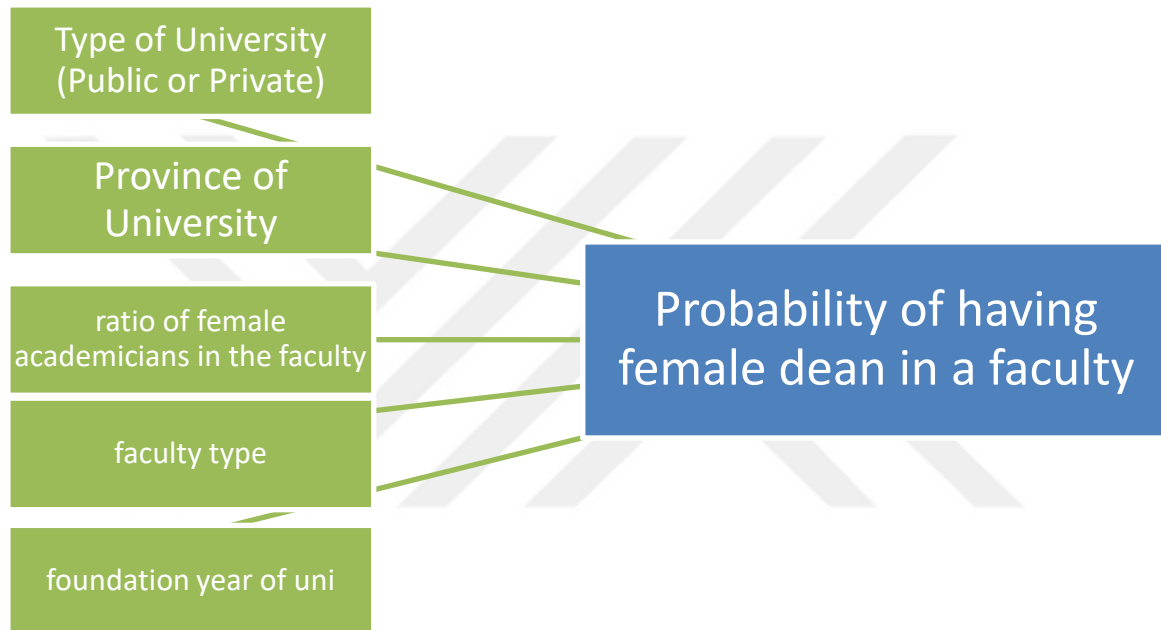 Type of University
(Public or Private)
Province of
University
ratio of female
academicians in the faculty
faculty type
foundation year of uni
Probability of having
female dean in a faculty